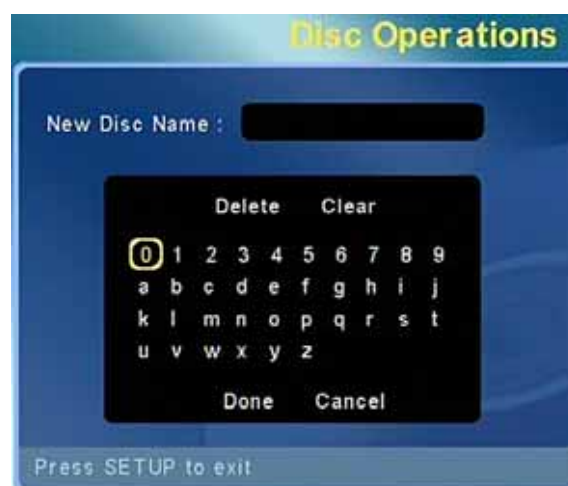 Disc Operations
New Disc Name :
Delete Clear
0 1 2 3 4 5 6 7 8 9
a b c d e f g h i j
k l m n o p q r s t
u v w x y z
Done Cancel
Press SETUP to exit